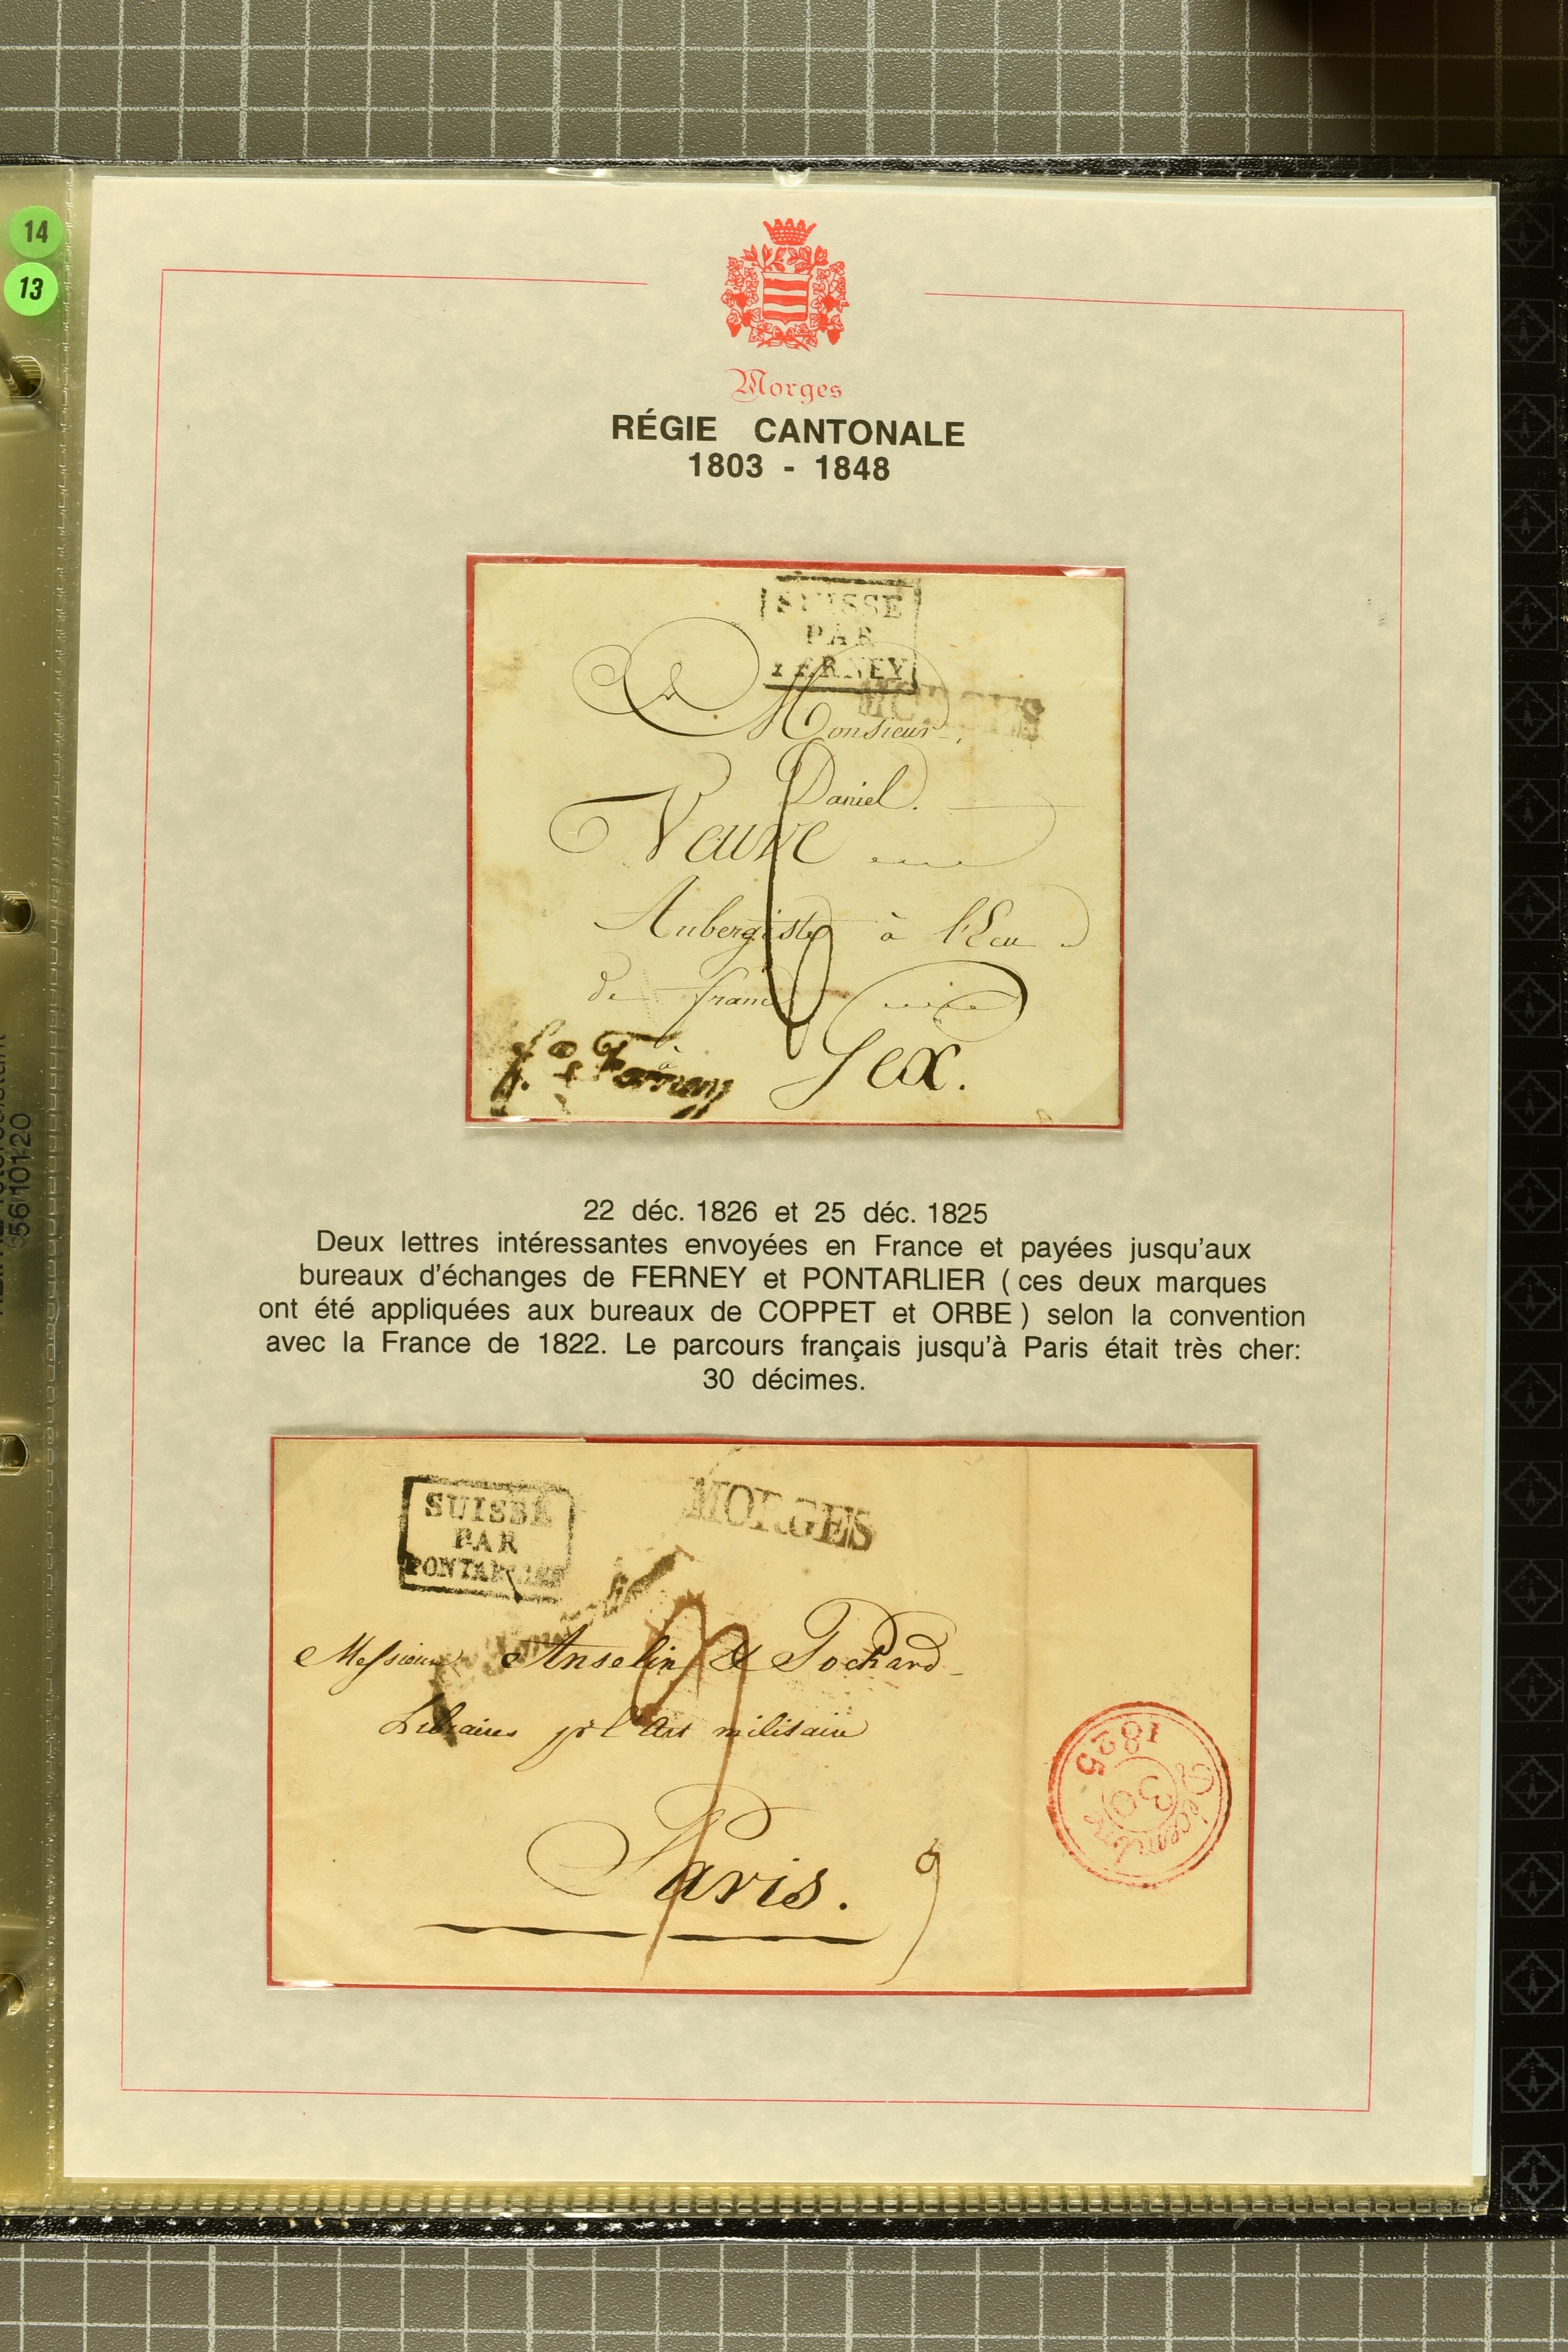 14
13
Morges
RÉGIE CANTONALE
1803 - 1848
SUISSE
PAR
FERNEY
MORGES
A
Monsieur
Daniel.
Veuve
Aubergiste à l'Ecu
de france
à
Gex.
22 déc. 1826 et 25 déc. 1825
Deux lettres intéressantes envoyées en France et payées jusqu'aux
bureaux d'échanges de FERNEY et PONTARLIER ( ces deux marques
ont été appliquées aux bureaux de COPPET et ORBE ) selon la convention
avec la France de 1822. Le parcours français jusqu'à Paris était très cher:
30 décimes.
SUISSE
PAR
PONTARLIER
MORGES
Messieurs Anselin & Pochard
Libraires pr l'Art militaire
Paris.
9
Décembre
30
1825
5610120